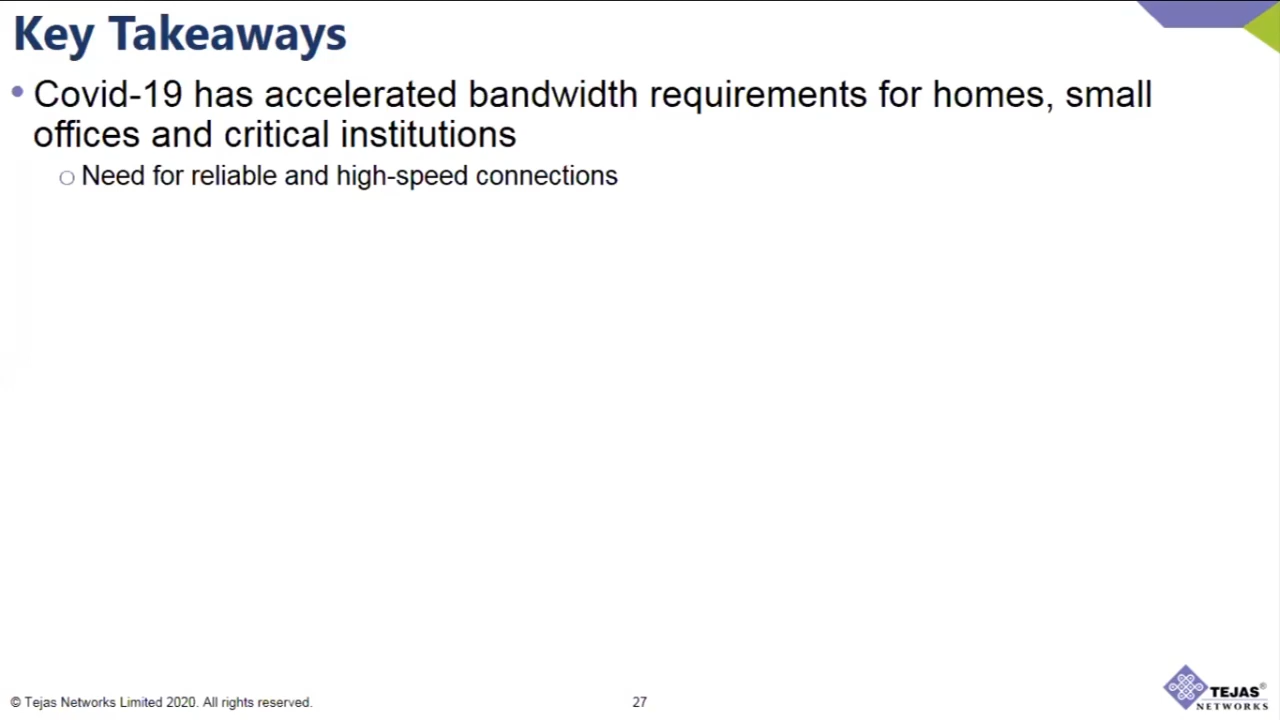 Key Takeaways
• Covid-19 has accelerated bandwidth requirements for homes, small
offices and critical institutions
○ Need for reliable and high-speed connections
© Tejas Networks Limited 2020. All rights reserved.
27
TEJAS®
NETWORKS